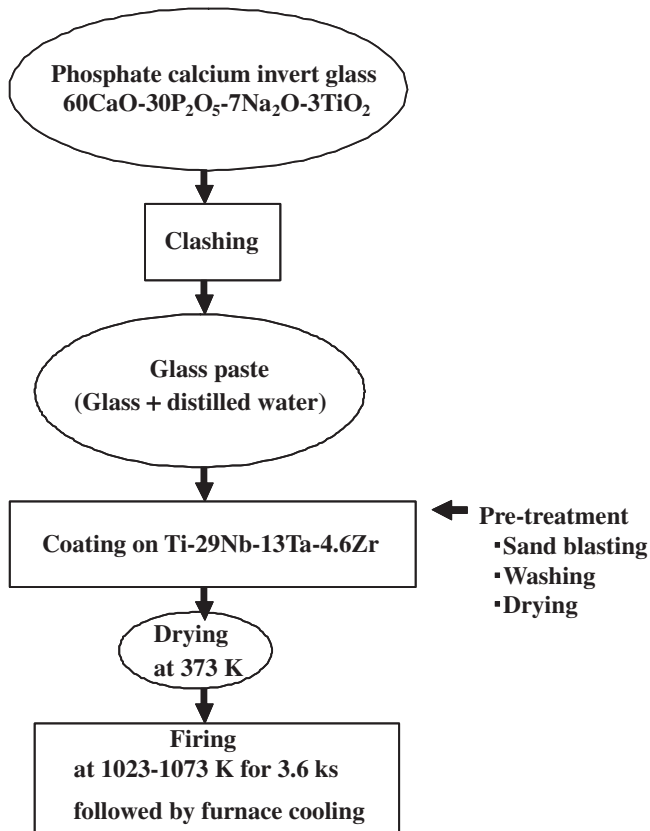 Phosphate calcium invert glass
60CaO-30P₂O₅-7Na₂O-3TiO₂
Clashing
Glass paste
(Glass + distilled water)
Coating on Ti-29Nb-13Ta-4.6Zr
Pre-treatment
▪Sand blasting
▪Washing
▪Drying
Drying
at 373 K
Firing
at 1023-1073 K for 3.6 ks
followed by furnace cooling